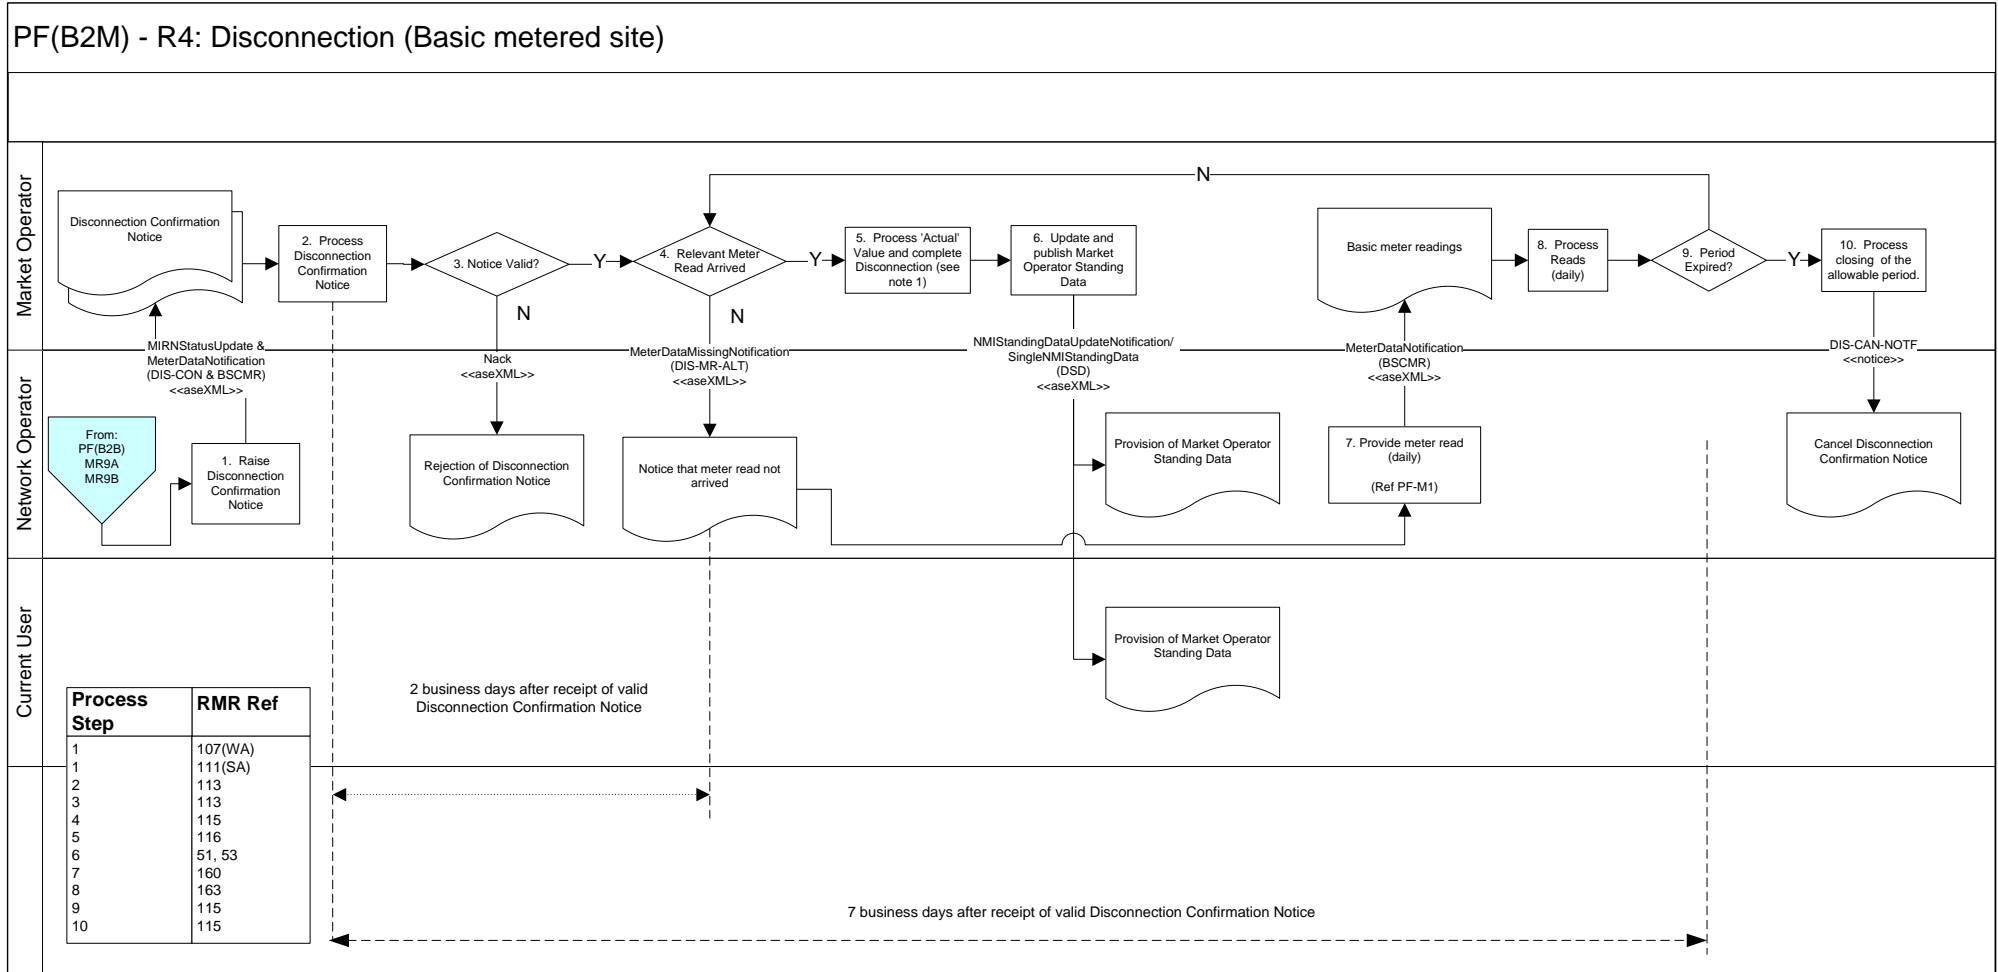 PF(B2M) - R4: Disconnection (Basic metered site)
Market Operator
Disconnection Confirmation
Notice
2. Process
Disconnection
Confirmation
Notice
3. Notice Valid?
Y
N
4. Relevant Meter
Read Arrived
Y
N
5. Process 'Actual'
Value and complete
Disconnection (see
note 1)
6. Update and
publish Market
Operator Standing
Data
N
Basic meter readings
8. Process
Reads
(daily)
9. Period
Expired?
Y
10. Process
closing of the
allowable period.
MIRNStatusUpdate &
MeterDataNotification
(DIS-CON & BSCMR)
<<aseXML>>
Nack
<<aseXML>>
MeterDataMissingNotification
(DIS-MR-ALT)
<<aseXML>>
NMIStandingDataUpdateNotification/
SingleNMIStandingData
(DSD)
<<aseXML>>
MeterDataNotification
(BSCMR)
<<aseXML>>
DIS-CAN-NOTF
<<notice>>
Network Operator
From:
PF(B2B)
MR9A
MR9B
1. Raise
Disconnection
Confirmation
Notice
Rejection of Disconnection
Confirmation Notice
Notice that meter read not
arrived
Provision of Market Operator
Standing Data
7. Provide meter read
(daily)
(Ref PF-M1)
Cancel Disconnection
Confirmation Notice
Current User
Provision of Market Operator
Standing Data
2 business days after receipt of valid
Disconnection Confirmation Notice
Process Step RMR Ref
1 107(WA)
1 111(SA)
2 113
3 113
4 115
5 116
6 51, 53
7 160
8 163
9 115
10 115
7 business days after receipt of valid Disconnection Confirmation Notice